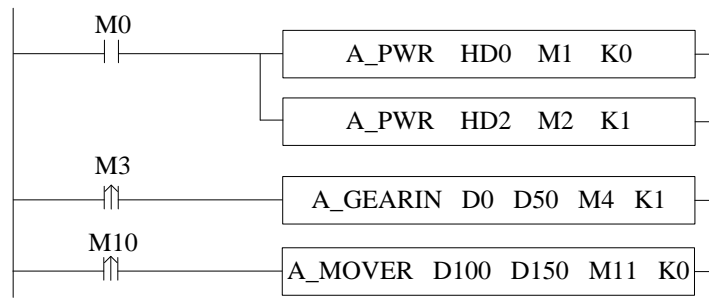 M0
A_PWR HD0 M1 K0
A_PWR HD2 M2 K1
M3
A_GEARIN D0 D50 M4 K1
M10
A_MOVER D100 D150 M11 K0